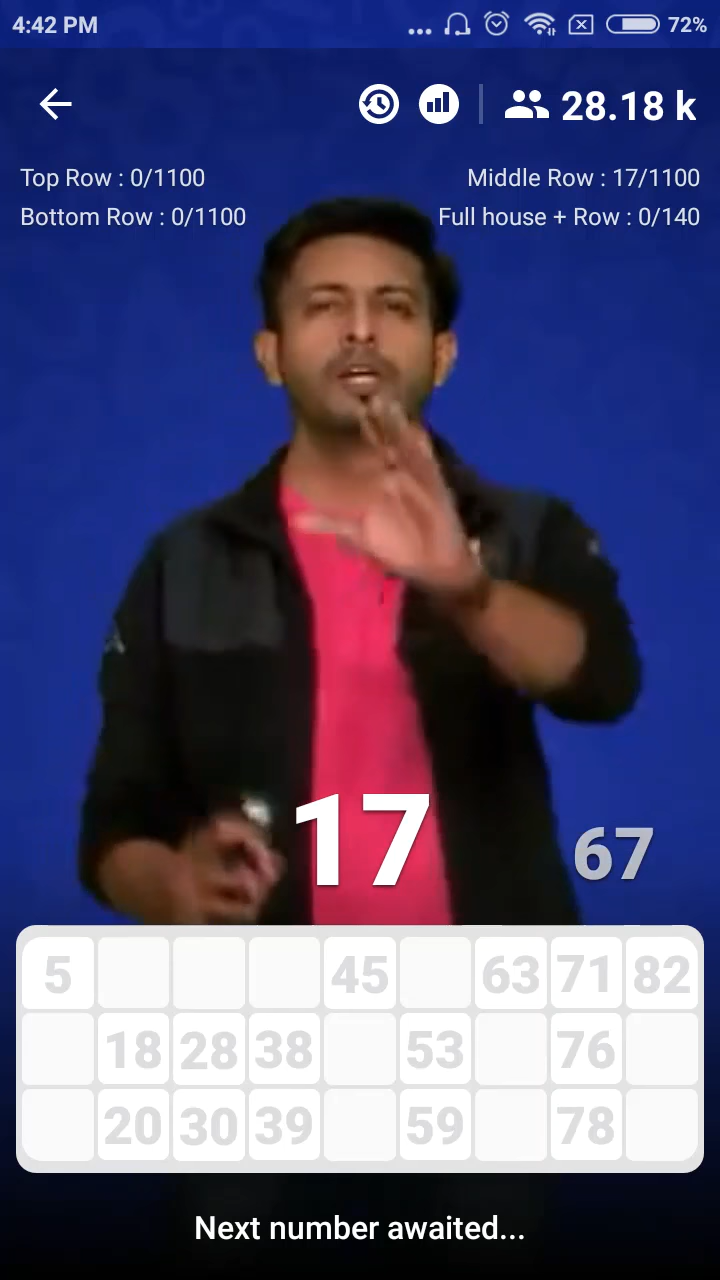 4:42 PM ... 72%
28.18 k
Top Row : 0/1100 Middle Row : 17/1100
Bottom Row : 0/1100 Full house + Row : 0/140
17 67
5 45 63 71 82
18 28 38 53 76
20 30 39 59 78
Next number awaited...